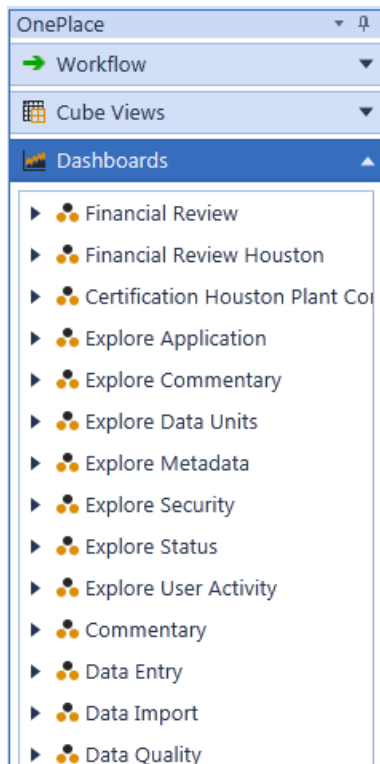 OnePlace
Workflow
Cube Views
Dashboards
Financial Review
Financial Review Houston
Certification Houston Plant
Explore Application
Explore Commentary
Explore Data Units
Explore Metadata
Explore Security
Explore Status
Explore User Activity
Commentary
Data Entry
Data Import
Data Quality